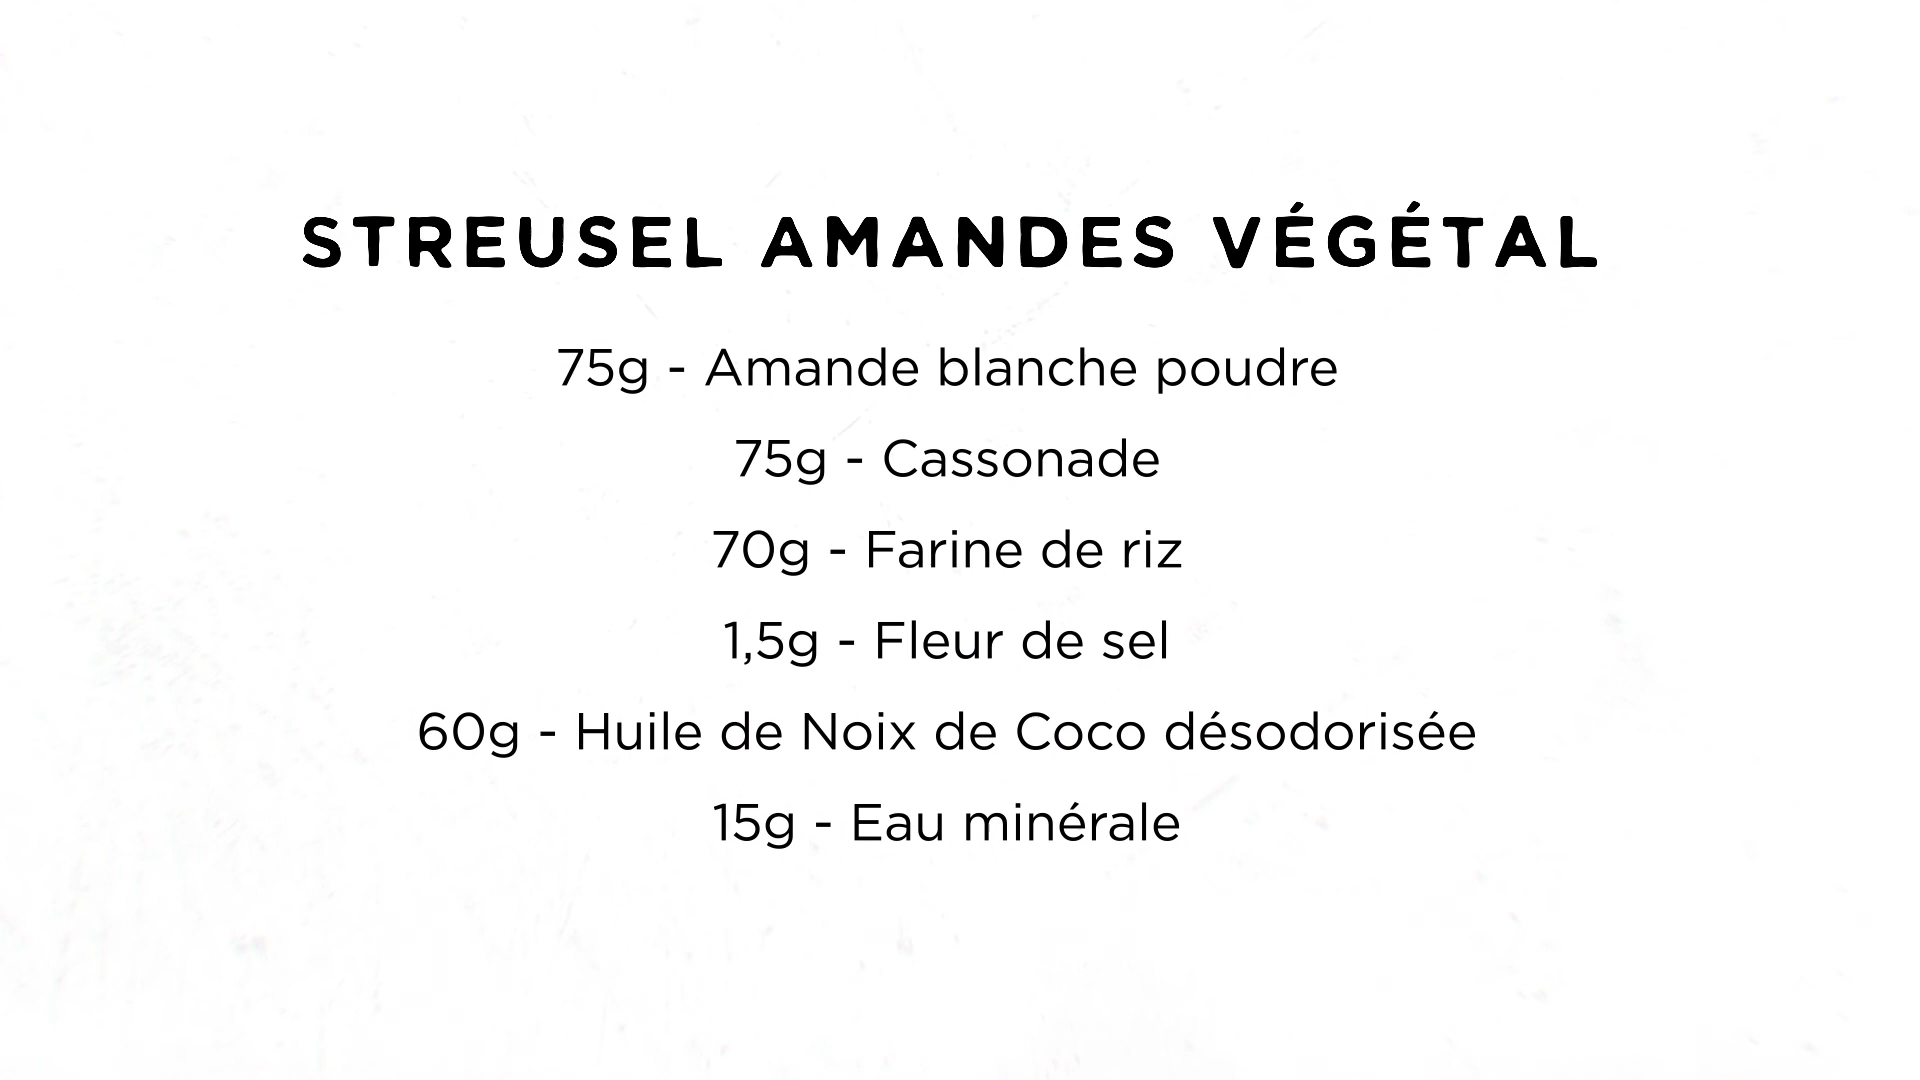 STREUSEL AMANDES VÉGÉTAL
75g - Amande blanche poudre
75g - Cassonade
70g - Farine de riz
1,5g - Fleur de sel
60g - Huile de Noix de Coco désodorisée
15g - Eau minérale